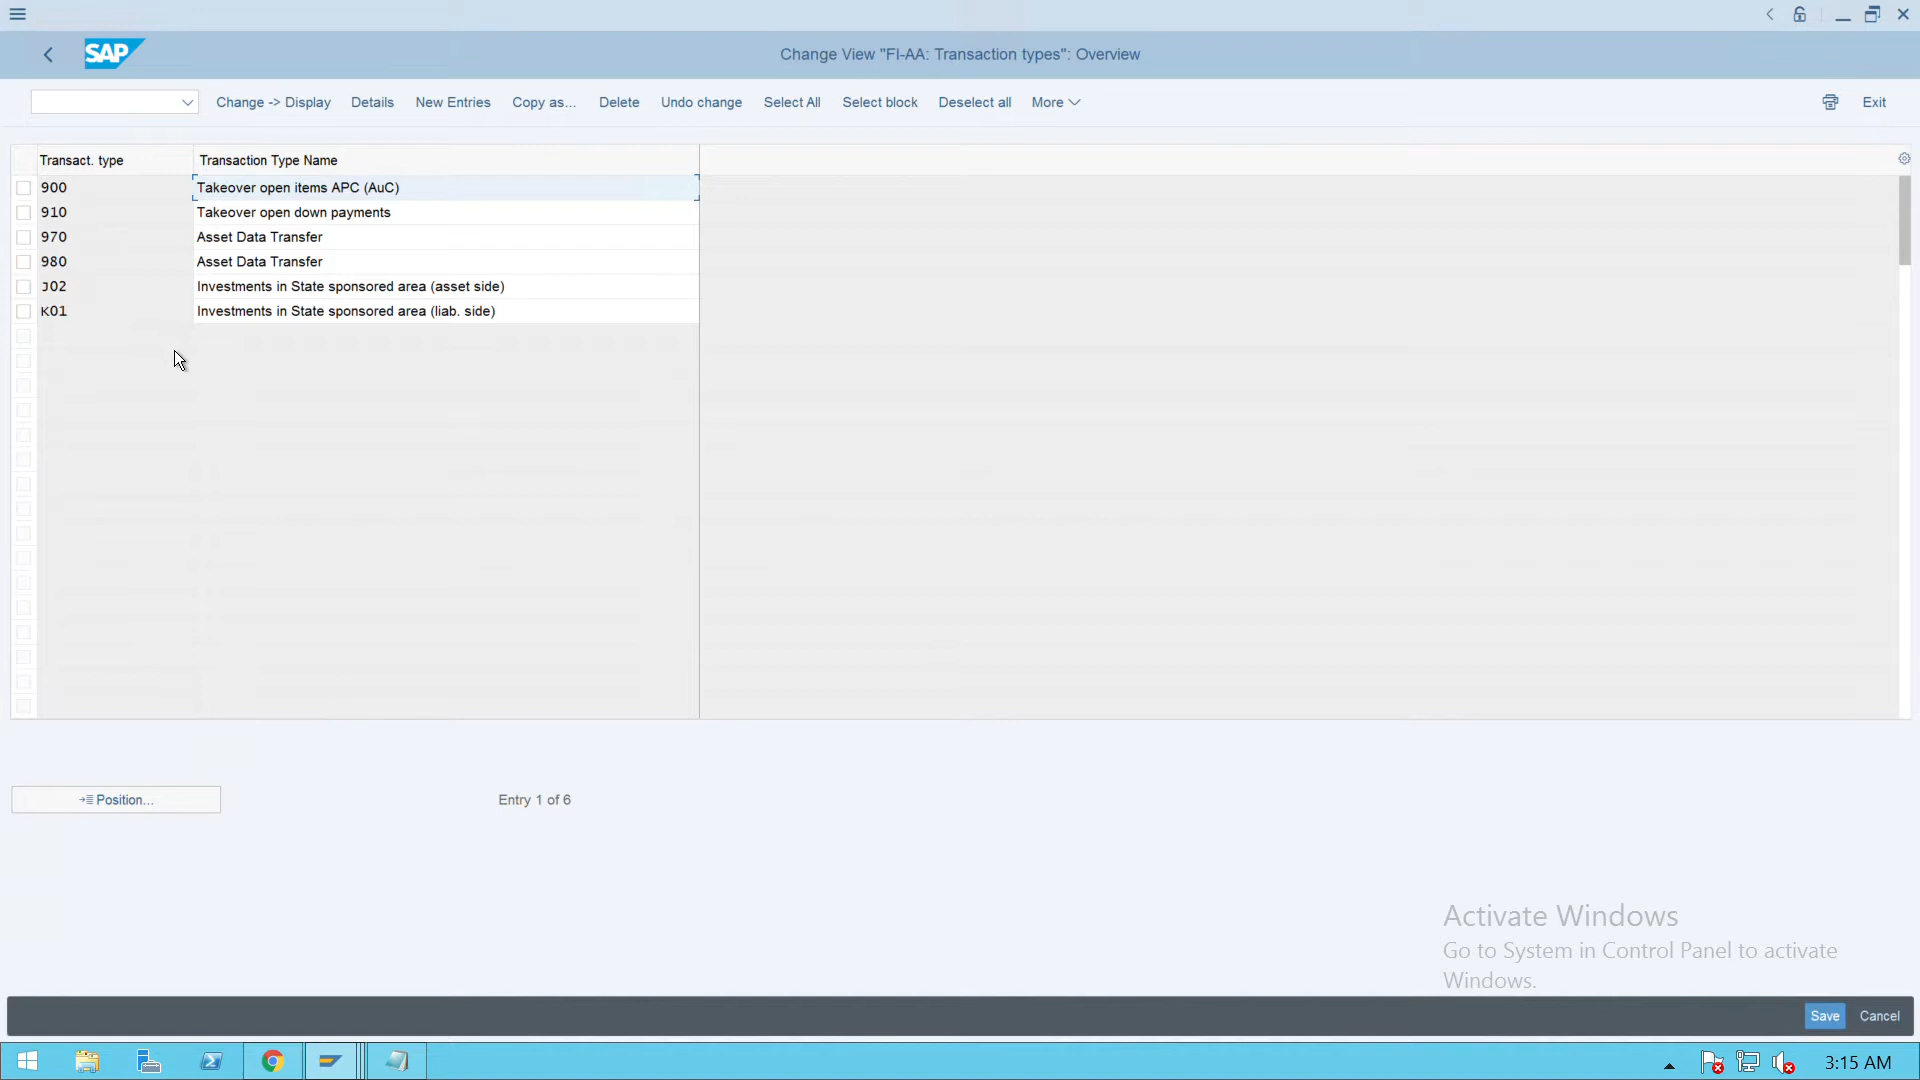 SAP
Change View "FI-AA: Transaction types": Overview
Change -> Display Details New Entries Copy as... Delete Undo change Select All Select block Deselect all More Exit
Transact. type Transaction Type Name
900 Takeover open items APC (AuC)
910 Takeover open down payments
970 Asset Data Transfer
980 Asset Data Transfer
J02 Investments in State sponsored area (asset side)
K01 Investments in State sponsored area (liab. side)
Position... Entry 1 of 6
Activate Windows
Go to System in Control Panel to activate
Windows.
Save Cancel
3:15 AM